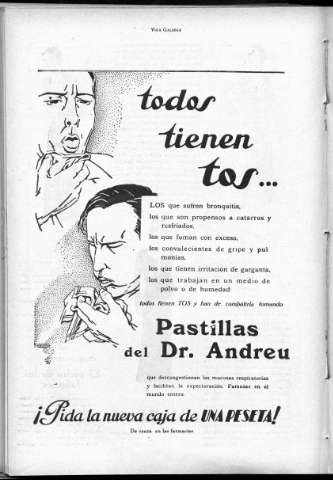 VIDA GALLEGA
todos
tienen
tos...
LOS que sufren bronquitis,
los que son propensos a catarros y
resfriados,
los que fuman con exceso,
los convalecientes de gripe y pul
monías,
los que tienen irritación de garganta,
los que trabajan en un medio de
polvo o de humedad
todos tienen TOS y han de combatirla tomando
Pastillas
del Dr. Andreu
que descongestionan las mucosas respiratorias
y facilitan la expectoración. Famosas en el
mundo entero
¡Pida la nueva caja de UNA PESETA!
De venta en las farmacias